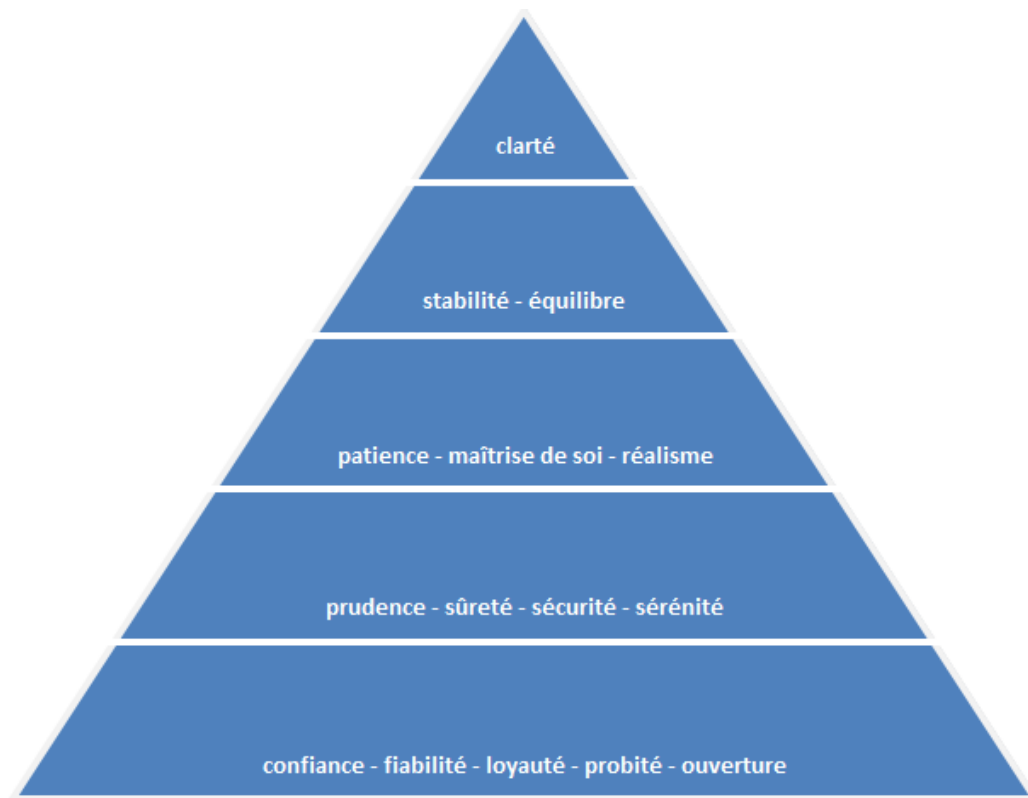 clarté
stabilité - équilibre
patience - maîtrise de soi - réalisme
prudence - sûreté - sécurité - sérénité
confiance - fiabilité - loyauté - probité - ouverture